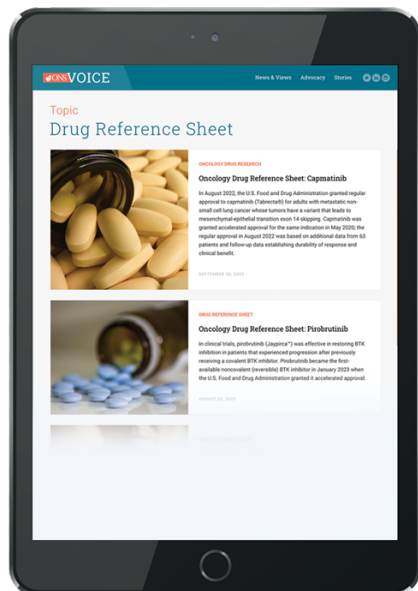 ONS VOICE
News & Views Advocacy Stories
Topic
Drug Reference Sheet
ONCOLOGY DRUG RESEARCH
Oncology Drug Reference Sheet: Capmatinib
In August 2022, the U.S. Food and Drug Administration granted regular
approval to capmatinib (Tabrecta®) for adults with metastatic non-
small cell lung cancer whose tumors have a variant that leads to
mesenchymal-epithelial transition exon 14 skipping. Capmatinib was
granted accelerated approval for the same indication in May 2020; the
regular approval in August 2022 was based on additional data from 63
patients and follow-up data establishing durability of response and
clinical benefit.
DRUG REFERENCE SHEET
Oncology Drug Reference Sheet: Pirobrutinib
In clinical trials, pirobrutinib (Jaypirca™) was effective in restoring BTK
inhibition in patients that experienced progression after previously
receiving a covalent BTK inhibitor. Pirobrutinib became the first-
available noncovalent (reversible) BTK inhibitor in January 2023 when
the U.S. Food and Drug Administration granted it accelerated approval.